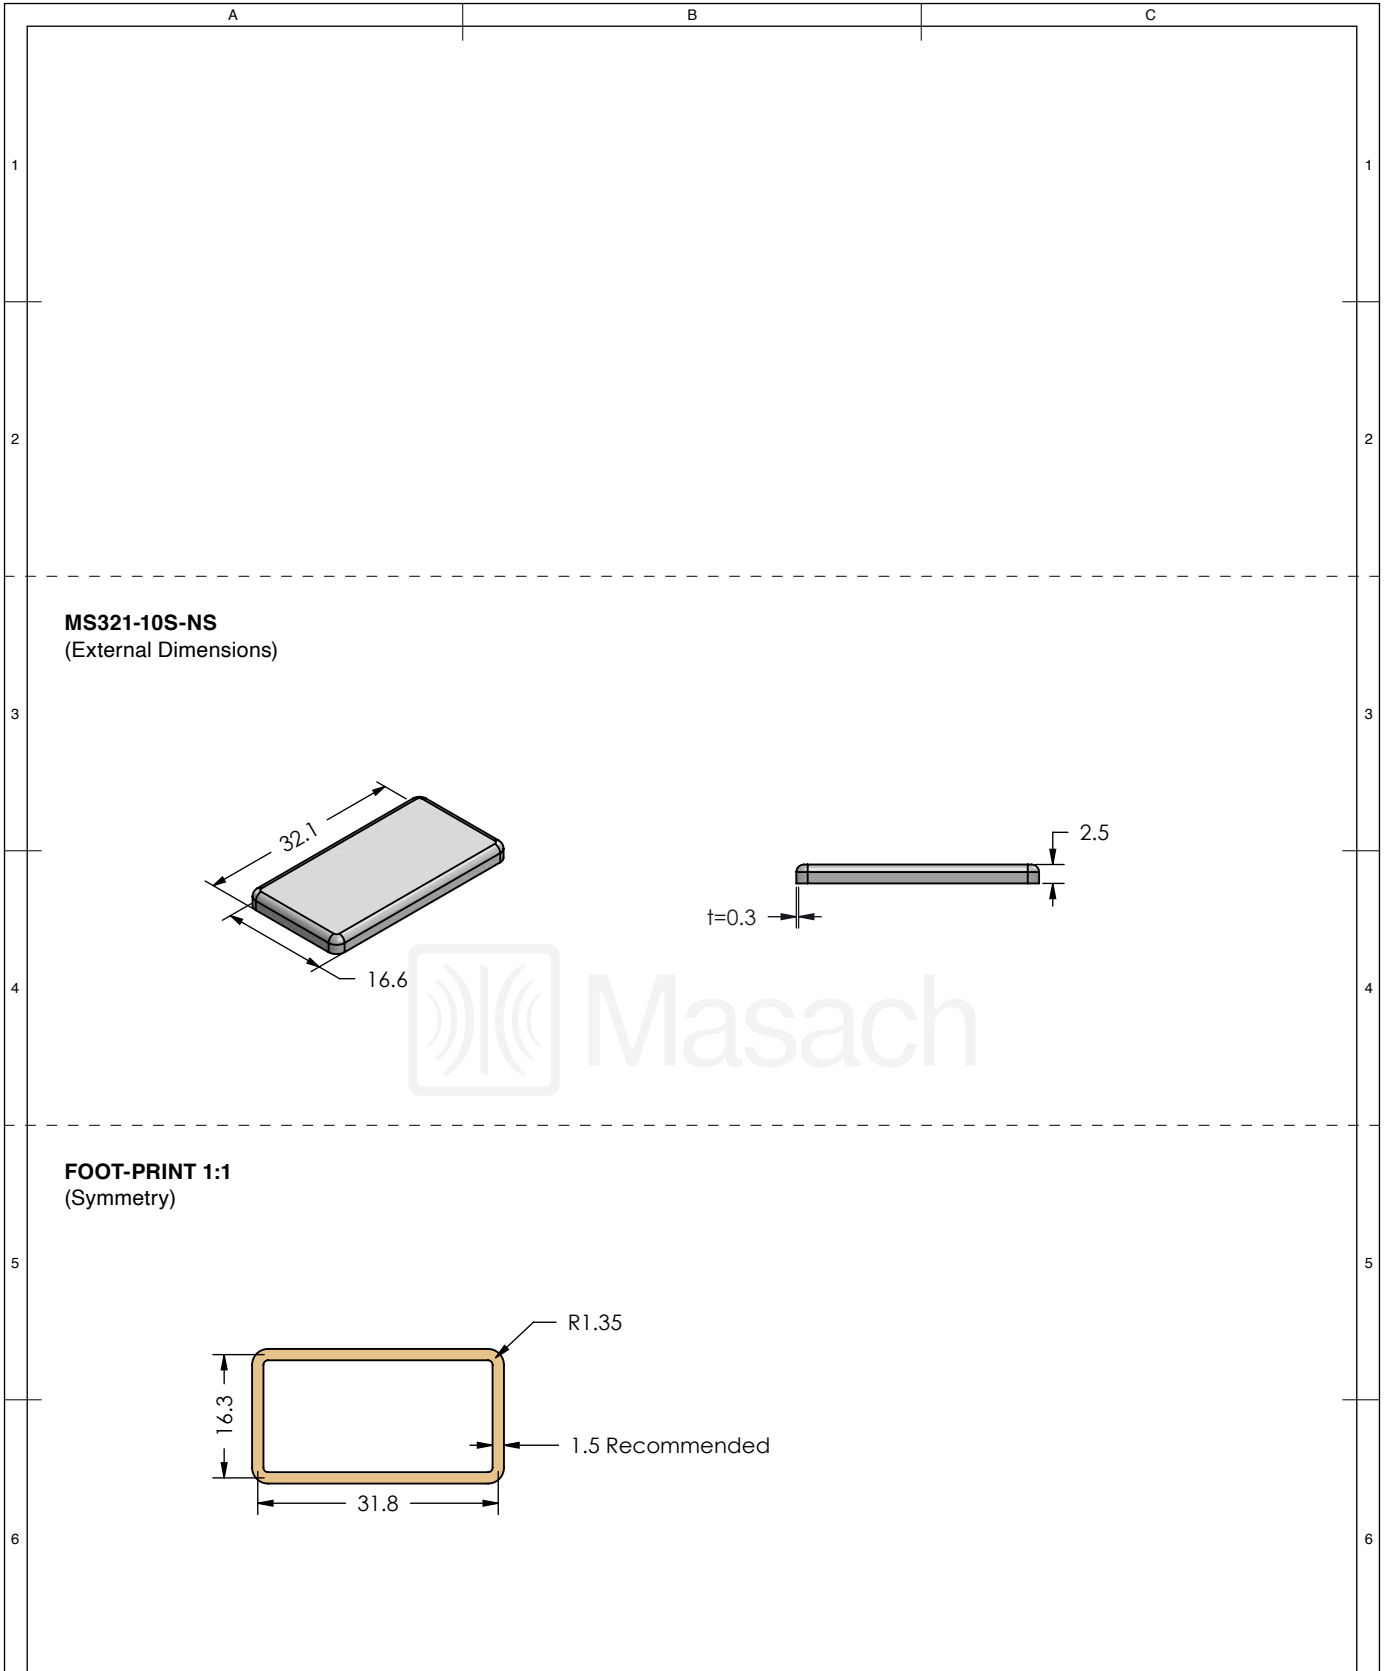 A B C
1 1
2 2
MS321-10S-NS
(External Dimensions)
3 3
32.1
2.5
t=0.3
16.6
4 4
Masach
FOOT-PRINT 1:1
(Symmetry)
5 5
R1.35
16.3
1.5 Recommended
31.8
6 6